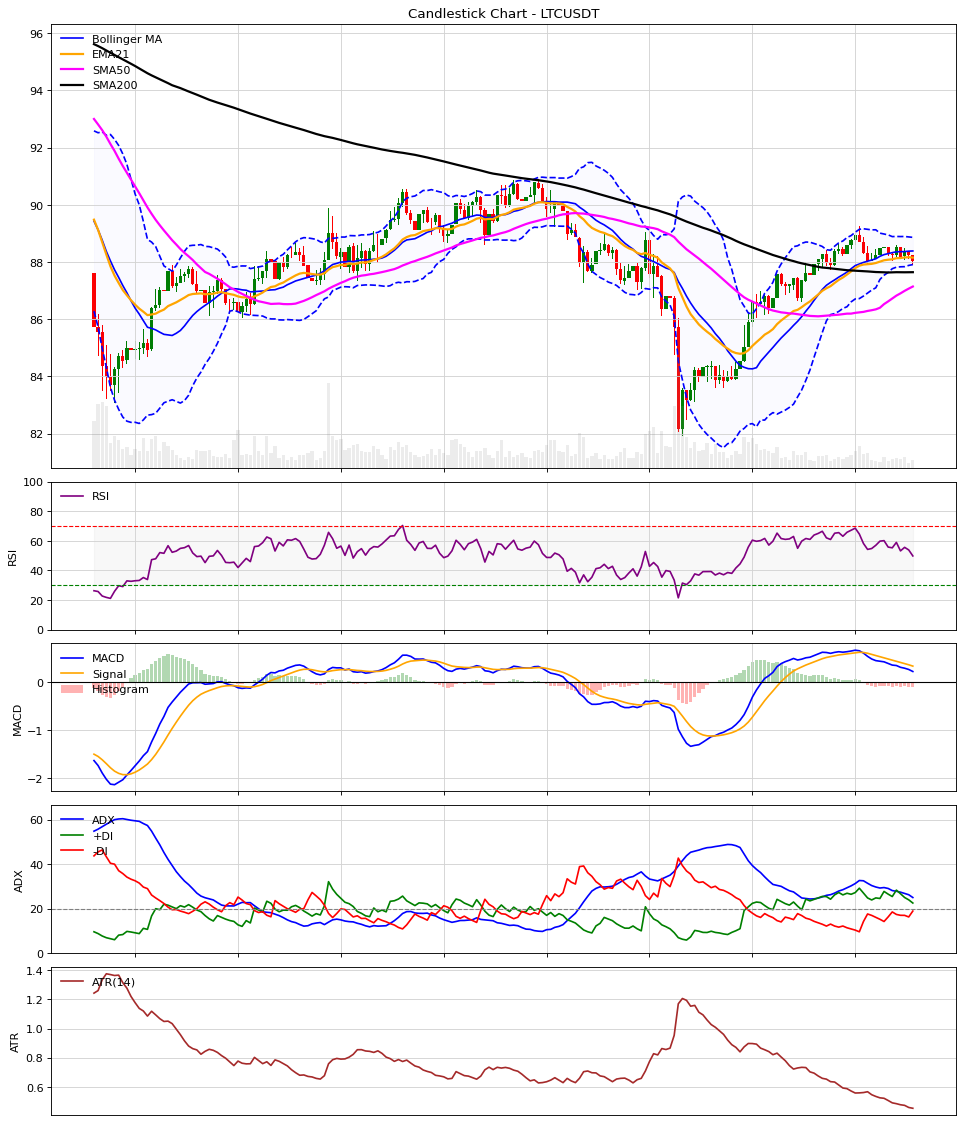 Candlestick Chart - LTCUSDT
96
94
92
90
88
86
84
82
Bollinger MA
EMA21
SMA50
SMA200
100
80
60
40
20
0
RSI
RSI
0
−1
−2
MACD
MACD
Signal
Histogram
60
40
20
0
ADX
ADX
+DI
-DI
1.4
1.2
1.0
0.8
0.6
ATR
ATR(14)